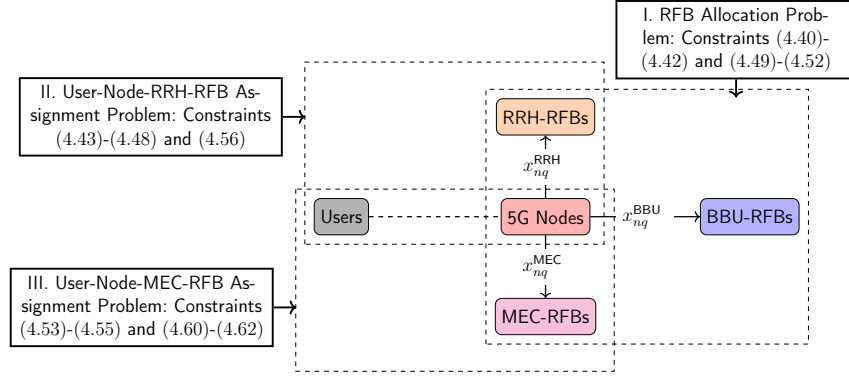 I. RFB Allocation Prob-
lem: Constraints (4.40)-
(4.42) and (4.49)-(4.52)
II. User-Node-RRH-RFB As-
signment Problem: Constraints
(4.43)-(4.48) and (4.56)
RRH-RFBs
x_{nq}^{RRH}
Users
5G Nodes
x_{nq}^{BBU}
BBU-RFBs
x_{nq}^{MEC}
III. User-Node-MEC-RFB As-
signment Problem: Constraints
(4.53)-(4.55) and (4.60)-(4.62)
MEC-RFBs